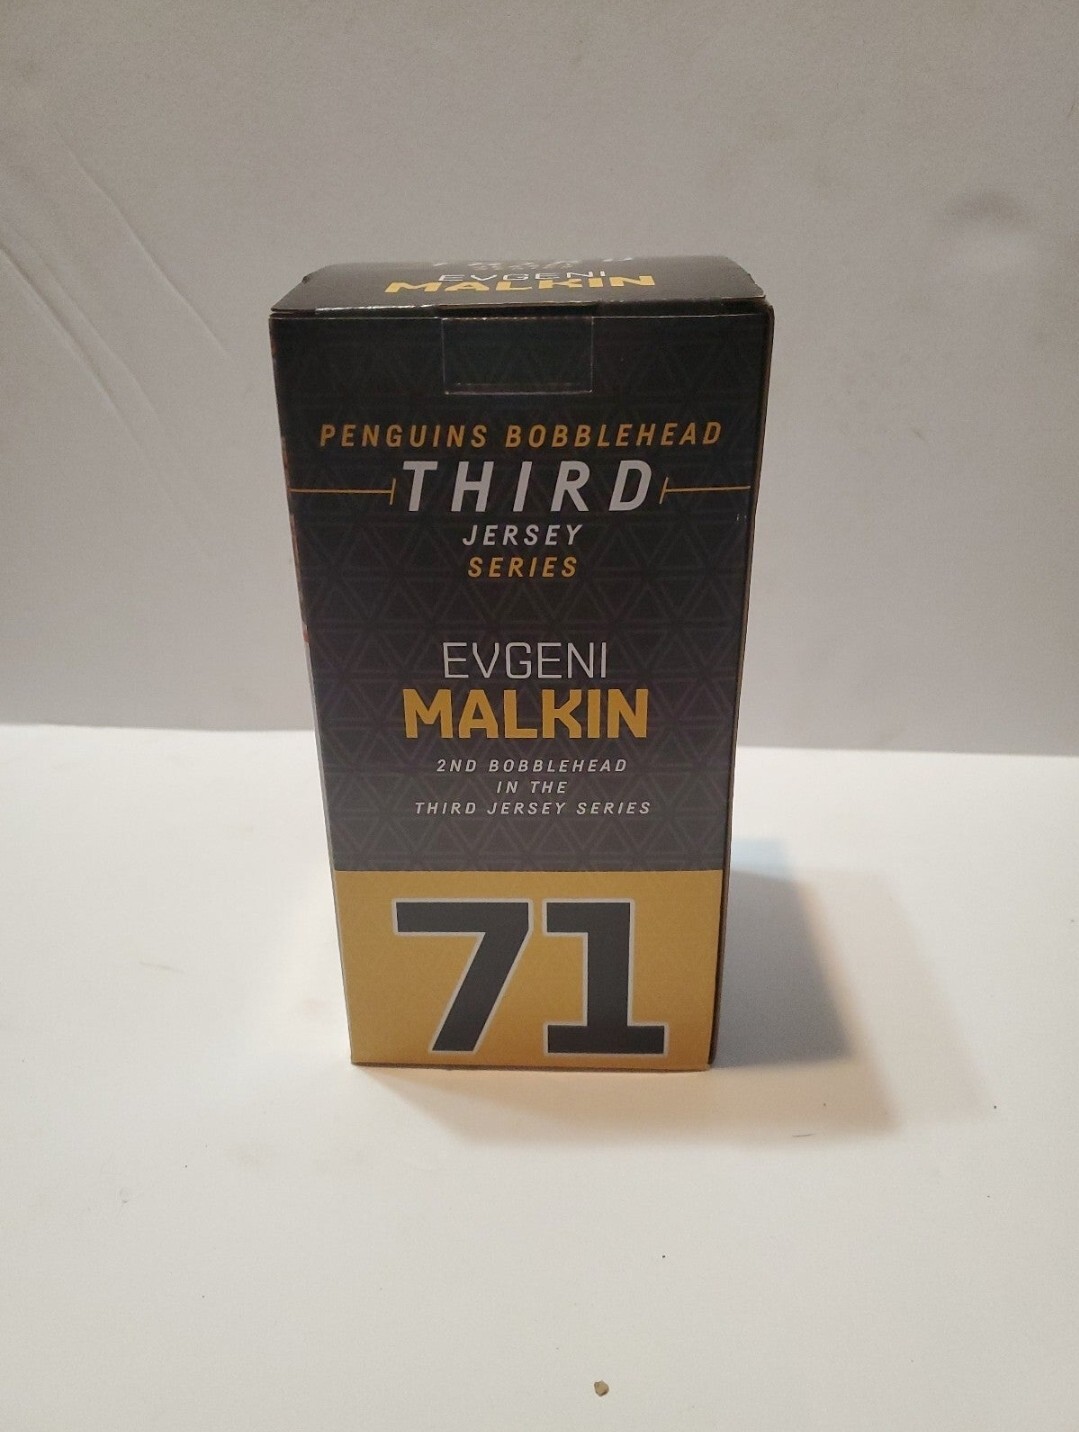 EVGENI
MALKIN
PENGUINS BOBBLEHEAD
THIRD
JERSEY
SERIES
EVGENI
MALKIN
2ND BOBBLEHEAD
IN THE
THIRD JERSEY SERIES
71